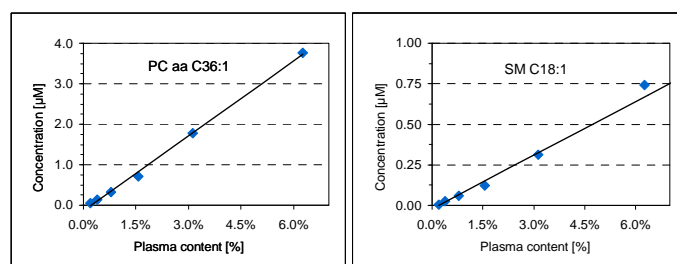 PC aa C36:1
Concentration [µM]
4.0
3.0
2.0
1.0
0.0
0.0% 1.5% 3.0% 4.5% 6.0%
Plasma content [%]
SM C18:1
Concentration [µM]
1.00
0.75
0.50
0.25
0.00
0.0% 1.5% 3.0% 4.5% 6.0%
Plasma content [%]